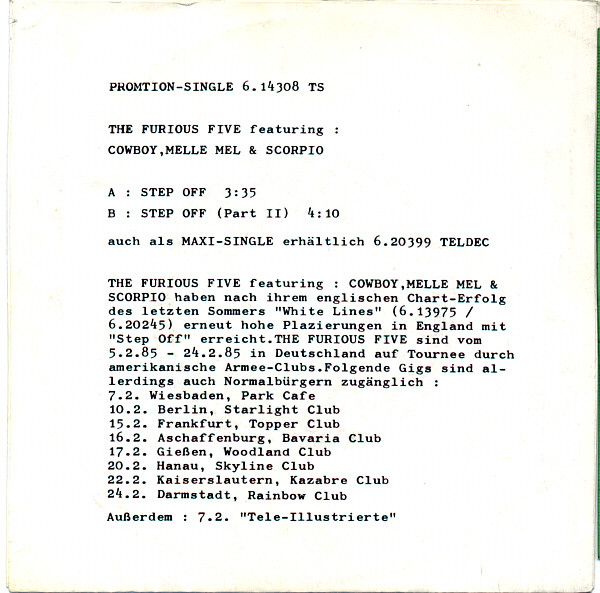 PROMTION-SINGLE 6.14308 TS
THE FURIOUS FIVE featuring :
COWBOY,MELLE MEL & SCORPIO
A : STEP OFF 3:35
B : STEP OFF (Part II) 4:10
auch als MAXI-SINGLE erhältlich 6.20399 TELDEC
THE FURIOUS FIVE featuring : COWBOY,MELLE MEL &
SCORPIO haben nach ihrem englischen Chart-Erfolg
des letzten Sommers "White Lines" (6.13975 /
6.20245) erneut hohe Plazierungen in England mit
"Step Off" erreicht.THE FURIOUS FIVE sind vom
5.2.85 - 24.2.85 in Deutschland auf Tournee durch
amerikanische Armee-Clubs.Folgende Gigs sind al-
lerdings auch Normalbürgern zugänglich :
7.2. Wiesbaden, Park Cafe
10.2. Berlin, Starlight Club
15.2. Frankfurt, Topper Club
16.2. Aschaffenburg, Bavaria Club
17.2. Gießen, Woodland Club
20.2. Hanau, Skyline Club
22.2. Kaiserslautern, Kazabre Club
24.2. Darmstadt, Rainbow Club
Außerdem : 7.2. "Tele-Illustrierte"